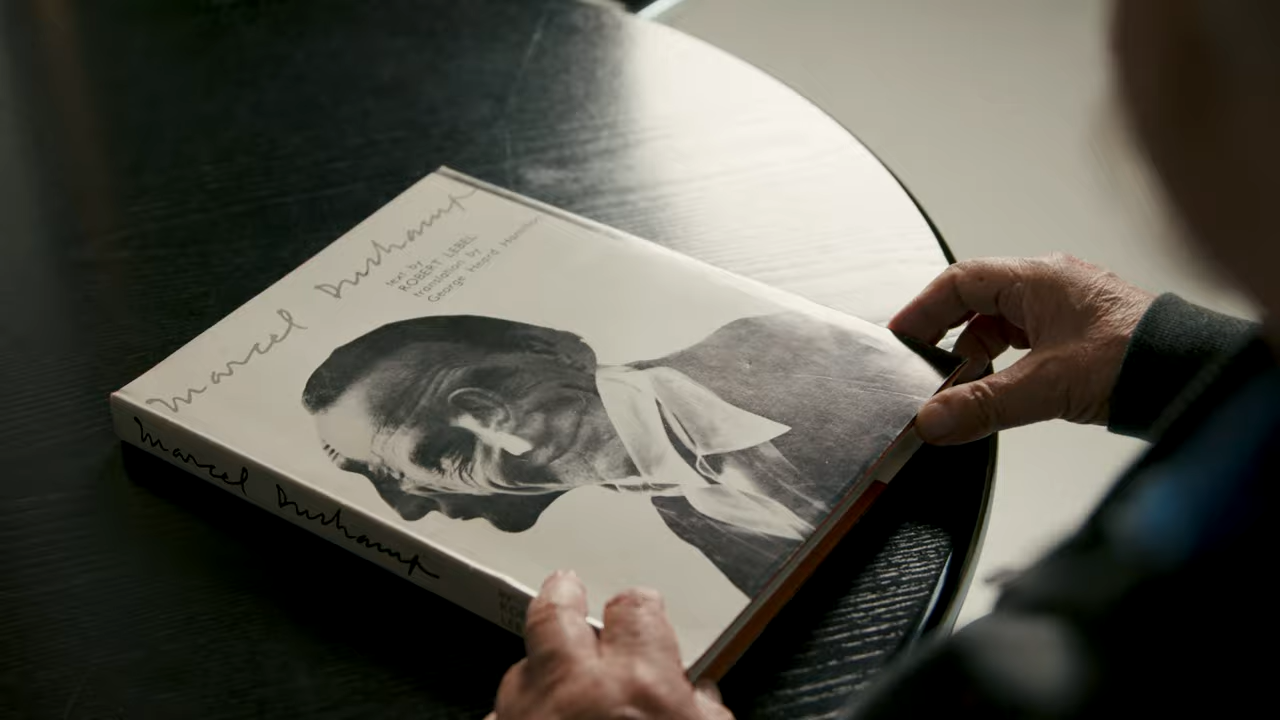 Marcel Duchamp
text by
ROBERT LEBEL
translation by
George Heard Hamilton
Marcel Duchamp